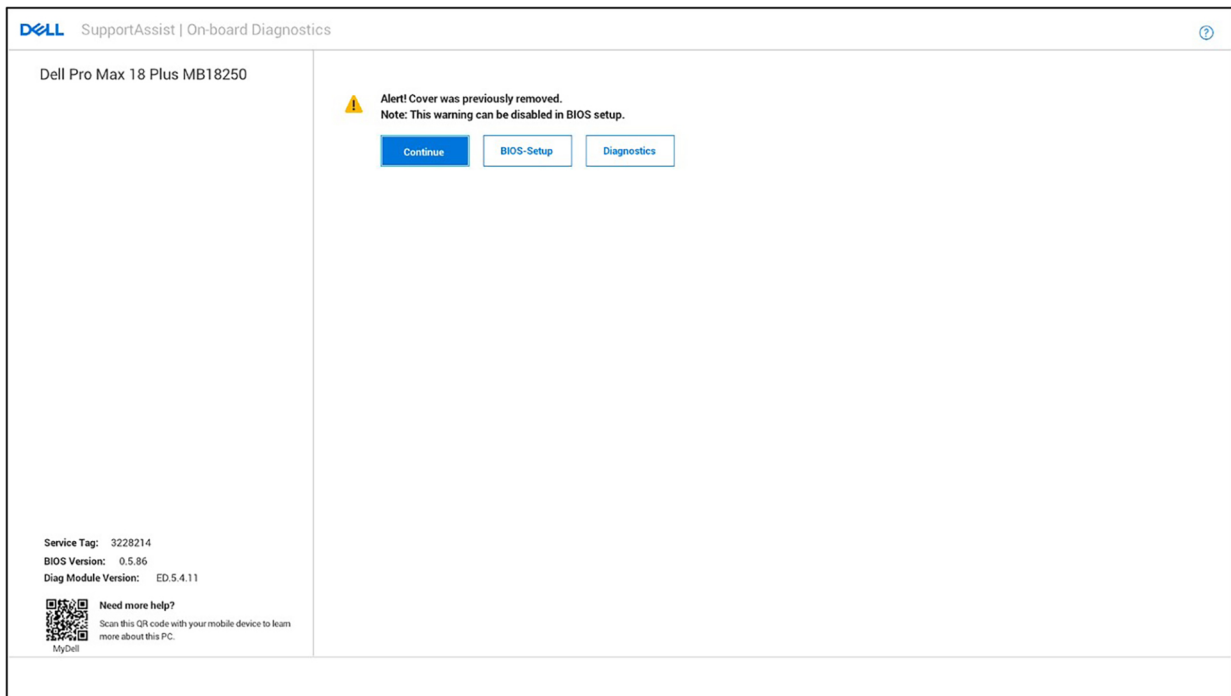 DELL SupportAssist | On-board Diagnostics
Dell Pro Max 18 Plus MB18250
Alert! Cover was previously removed.
Note: This warning can be disabled in BIOS setup.
Continue BIOS-Setup Diagnostics
Service Tag: 3228214
BIOS Version: 0.5.86
Diag Module Version: ED.5.4.11
Need more help?
Scan this QR code with your mobile device to learn
more about this PC.
MyDell